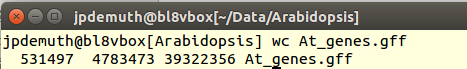 jpdemuth@bl8vbox[~/Data/Arabidopsis]
jpdemuth@bl8vbox[Arabidopsis] wc At_genes.gff
531497 4783473 39322356 At_genes.gff